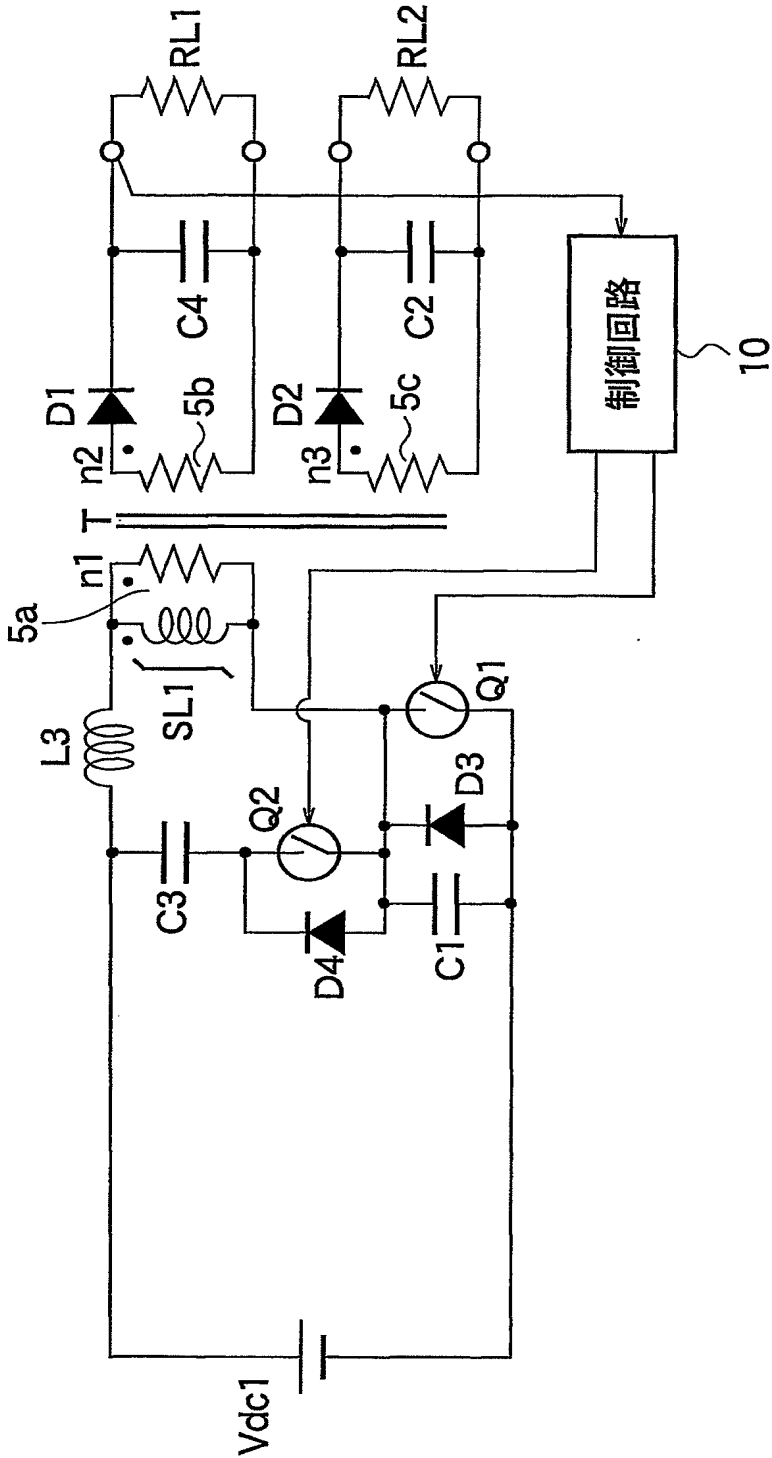 Vdc1
L3
C3
Q2
D4
C1
D3
Q1
SL1
5a
n1
T
n2
D1
5b
C4
RL1
n3
D2
5c
C2
RL2
制御回路
10